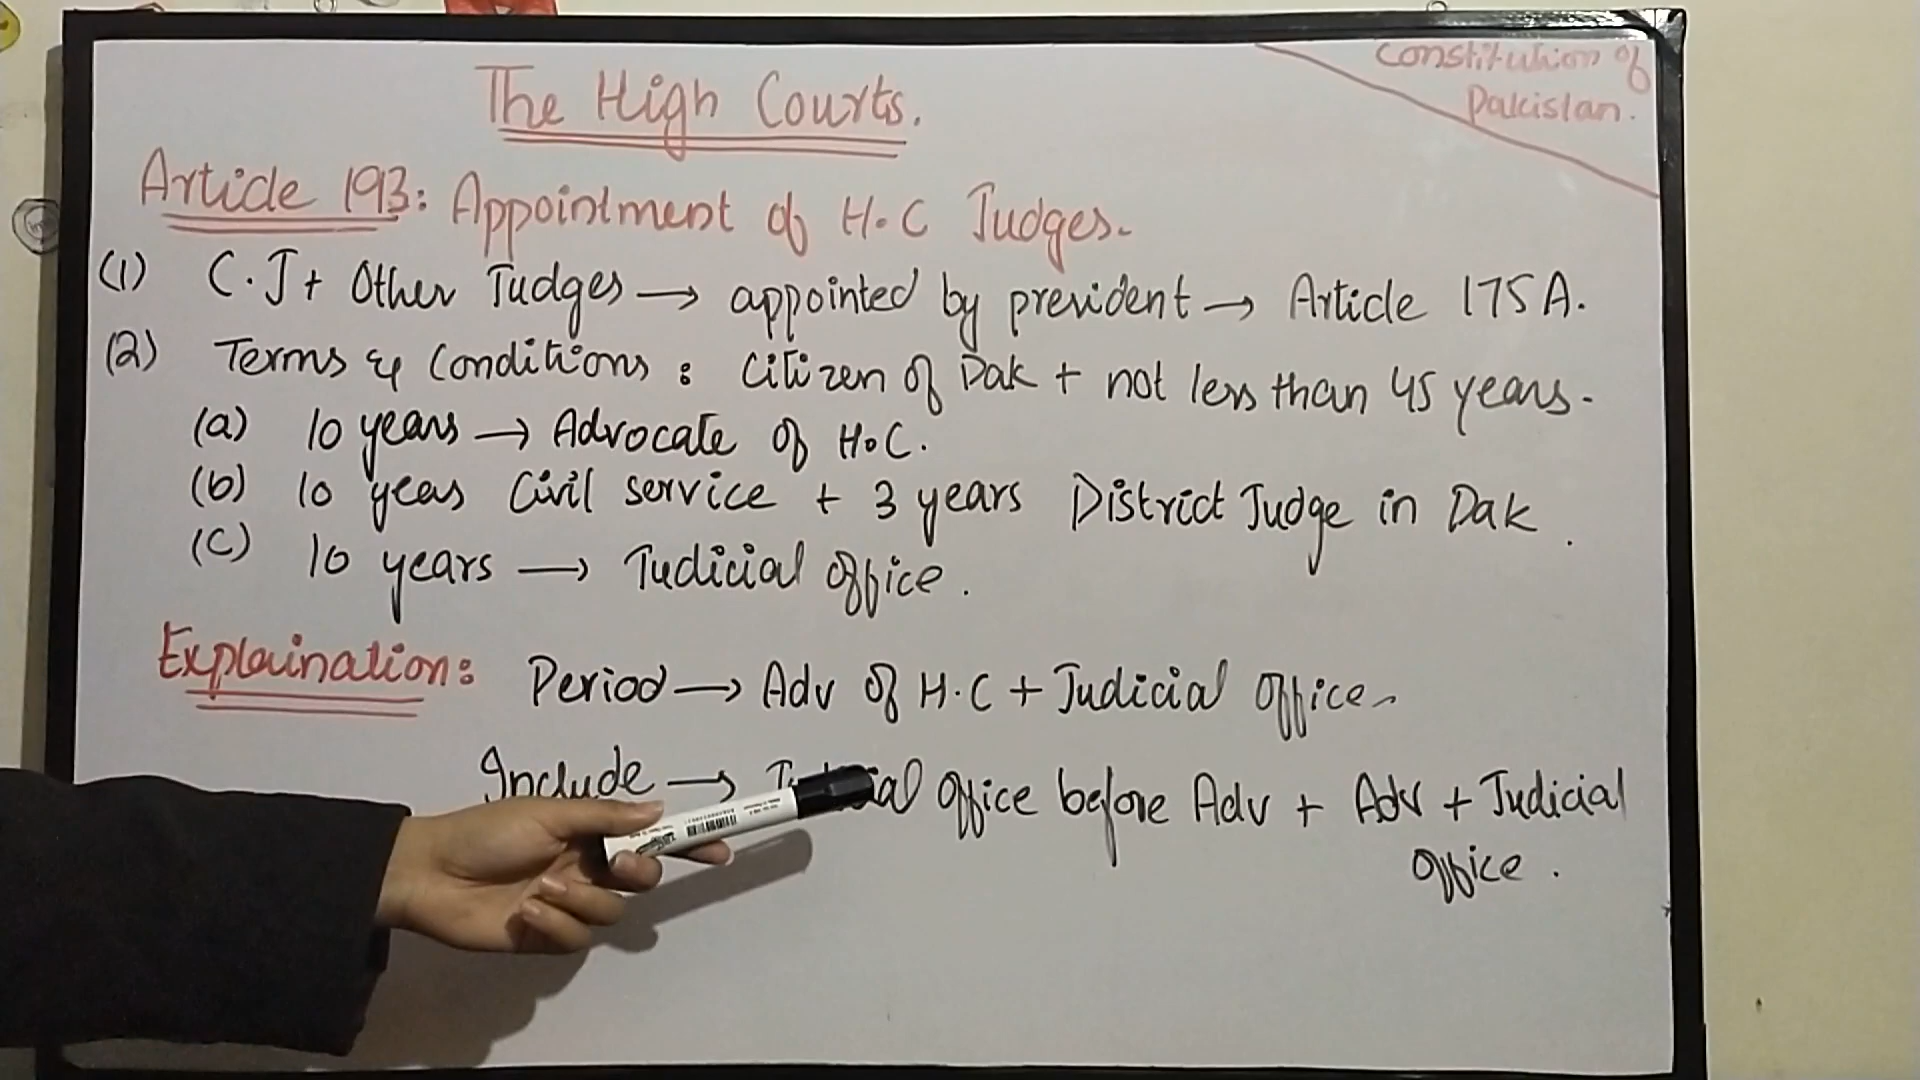 Constitution of
Pakistan.
The High Courts.
Article 193: Appointment of H.C Judges.
(1) C.J + Other Judges → appointed by president → Article 175A.
(2) Terms & Conditions : Citizen of Pak + not less than 45 years.
(a) 10 years → Advocate of H.C.
(b) 10 yeas Civil service + 3 years District Judge in Pak.
(C) 10 years → Judicial office.
Explaination: Period → Adv of H.C + Judicial office.
Include → office before Adv + Adv + Judicial
office.